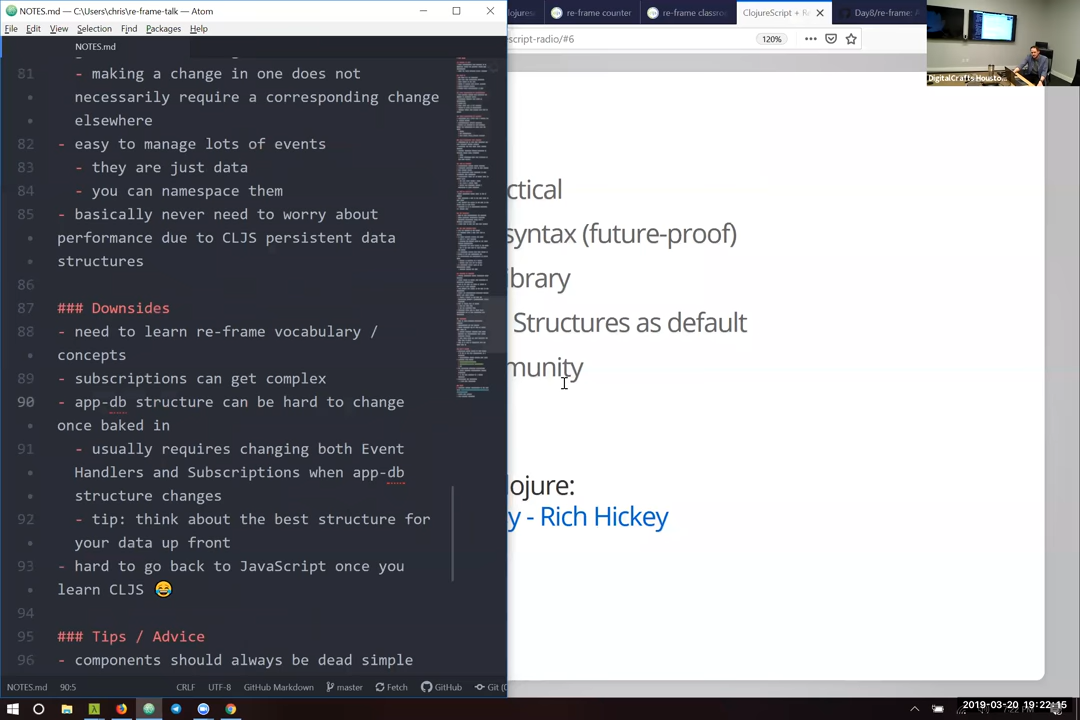 NOTES.md — C:\Users\chris\re-frame-talk — Atom
File Edit View Selection Find Packages Help
NOTES.md
81 - making a change in one does not
necessarily require a corresponding change
elsewhere
82 - easy to manage lots of events
83 - they are just data
84 - you can namespace them
85 - basically never need to worry about
performance due to CLJS persistent data
structures
86
87 ### Downsides
88 - need to learn re-frame vocabulary /
concepts
89 - subscriptions can get complex
90 - app-db structure can be hard to change
once baked in
91 - usually requires changing both Event
Handlers and Subscriptions when app-db
structure changes
92 - tip: think about the best structure for
your data up front
93 - hard to go back to JavaScript once you
learn CLJS 😂
94
95 ### Tips / Advice
96 - components should always be dead simple
NOTES.md 90:5 CRLF UTF-8 GitHub Markdown master Fetch GitHub Git (
re-frame counter re-frame classro ClojureScript + R Day8/re-frame: A
script-radio/#6 120%
DigitalCrafts Housto...
ctical
syntax (future-proof)
ibrary
Structures as default
munity
lojure:
y - Rich Hickey
2019-03-20 19:22:15